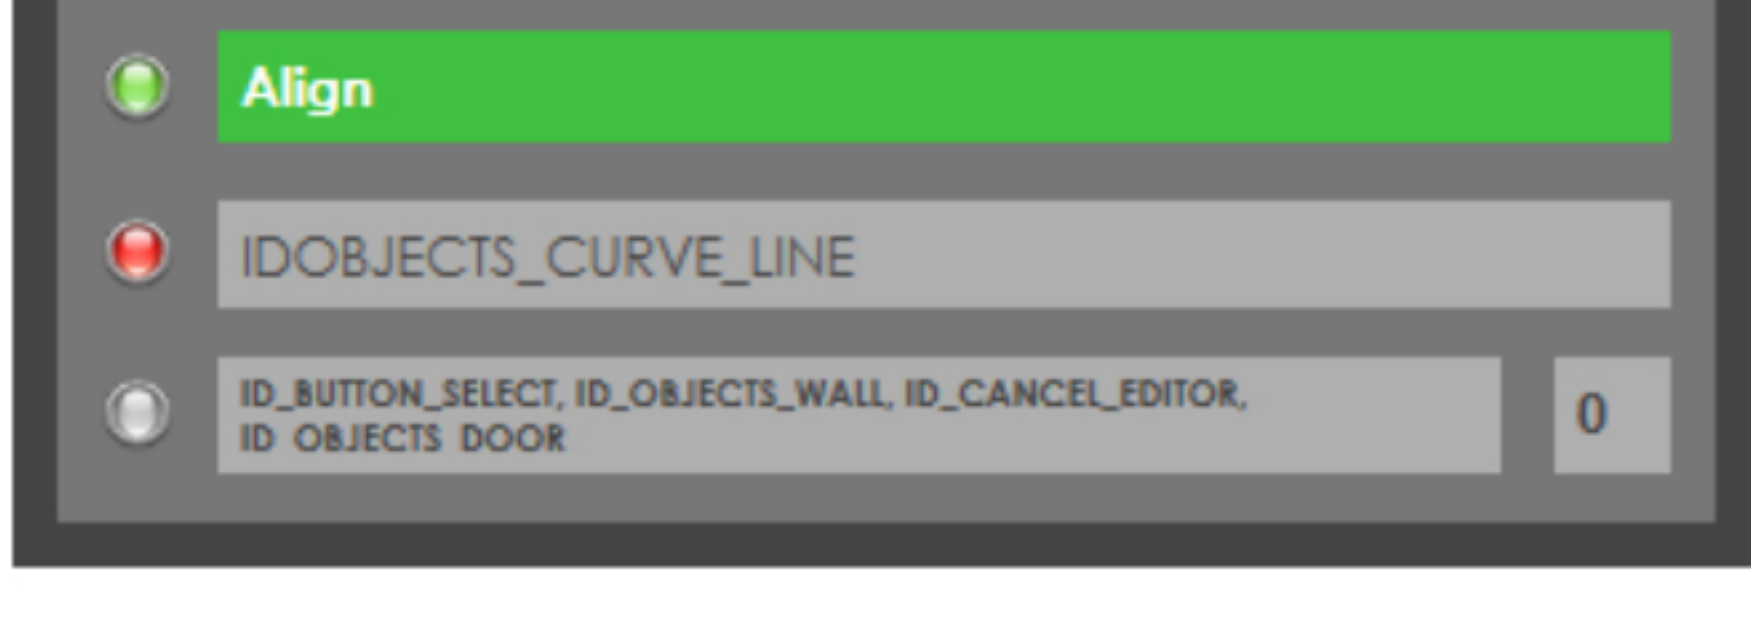 Align
IDOBJECTS_CURVE_LINE
ID_BUTTON_SELECT, ID_OBJECTS_WALL, ID_CANCEL_EDITOR,
ID OBJECTS DOOR
0